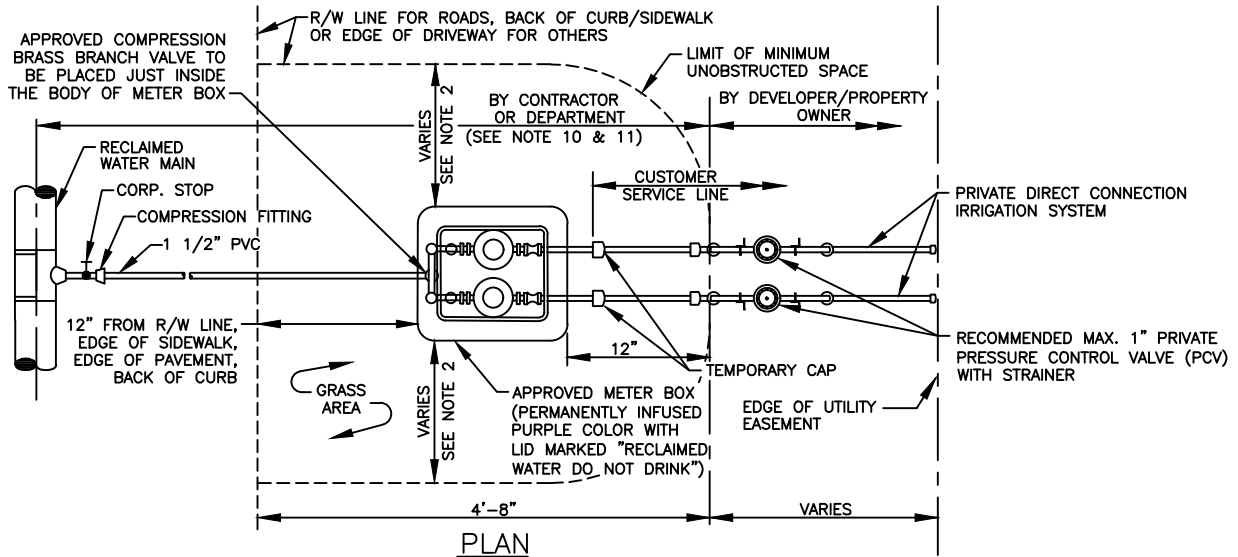 R/W LINE FOR ROADS, BACK OF CURB/SIDEWALK
OR EDGE OF DRIVEWAY FOR OTHERS
APPROVED COMPRESSION
BRASS BRANCH VALVE TO
BE PLACED JUST INSIDE
THE BODY OF METER BOX
LIMIT OF MINIMUM
UNOBSTRUCTED SPACE
BY CONTRACTOR
OR DEPARTMENT
(SEE NOTE 10 & 11)
BY DEVELOPER/PROPERTY
OWNER
VARIES
SEE NOTE 2
RECLAIMED
WATER MAIN
CORP. STOP
COMPRESSION FITTING
1 1/2" PVC
CUSTOMER
SERVICE LINE
PRIVATE DIRECT CONNECTION
IRRIGATION SYSTEM
12" FROM R/W LINE,
EDGE OF SIDEWALK,
EDGE OF PAVEMENT,
BACK OF CURB
GRASS
AREA
VARIES
SEE NOTE 2
12"
TEMPORARY CAP
RECOMMENDED MAX. 1" PRIVATE
PRESSURE CONTROL VALVE (PCV)
WITH STRAINER
APPROVED METER BOX
(PERMANENTLY INFUSED
PURPLE COLOR WITH
LID MARKED "RECLAIMED
WATER DO NOT DRINK")
EDGE OF UTILITY
EASEMENT
4'-8"
VARIES
PLAN